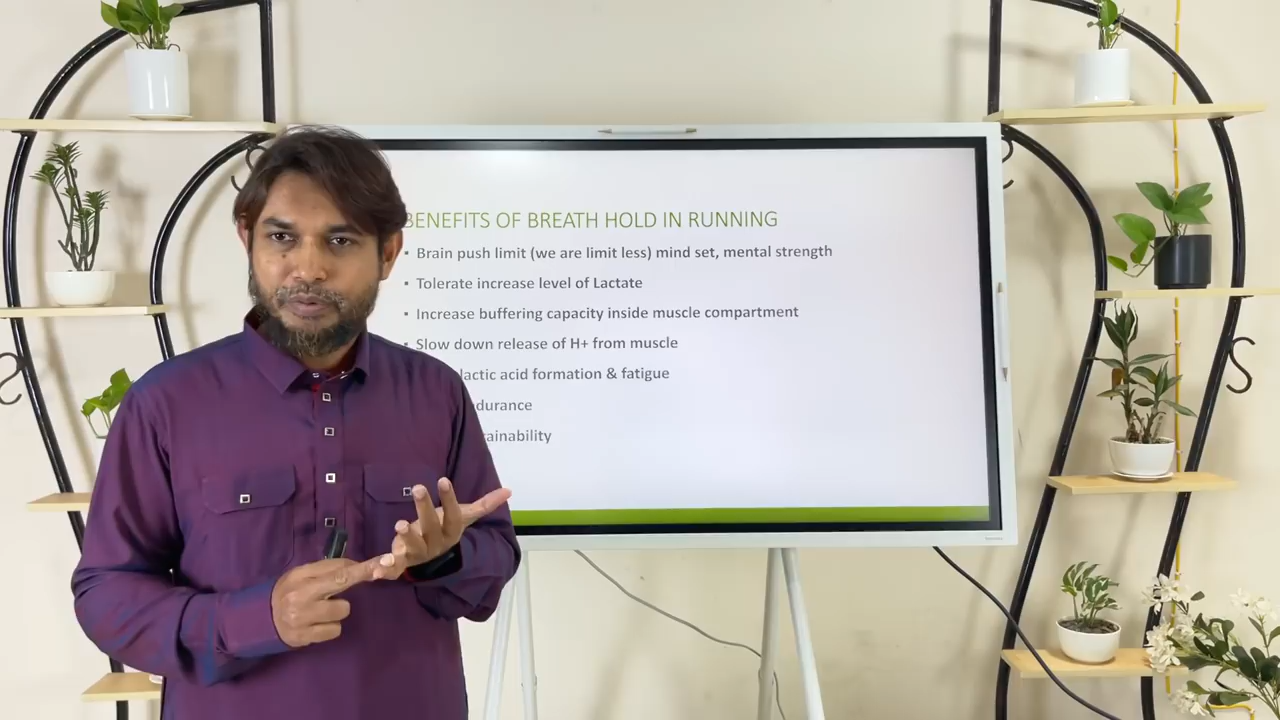 BENEFITS OF BREATH HOLD IN RUNNING
Brain push limit (we are limit less) mind set, mental strength
Tolerate increase level of Lactate
Increase buffering capacity inside muscle compartment
Slow down release of H+ from muscle
lactic acid formation & fatigue